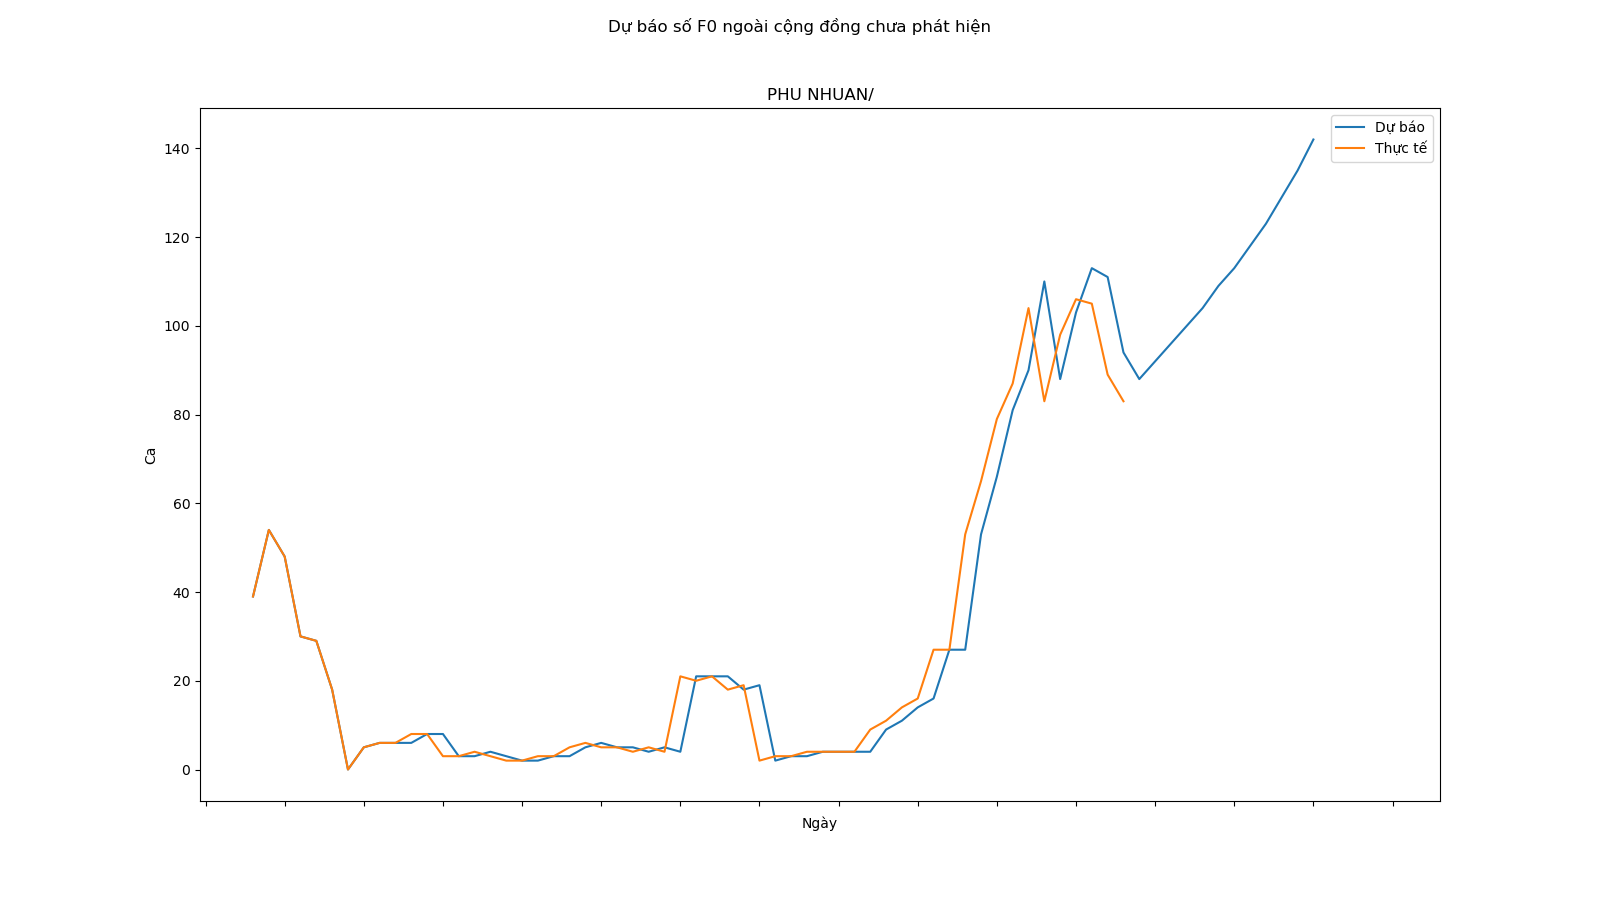 Dự báo số F0 ngoài cộng đồng chưa phát hiện
PHU NHUAN/
Dự báo
Thực tế
140
120
100
80
60
40
20
0
Ca
Ngày